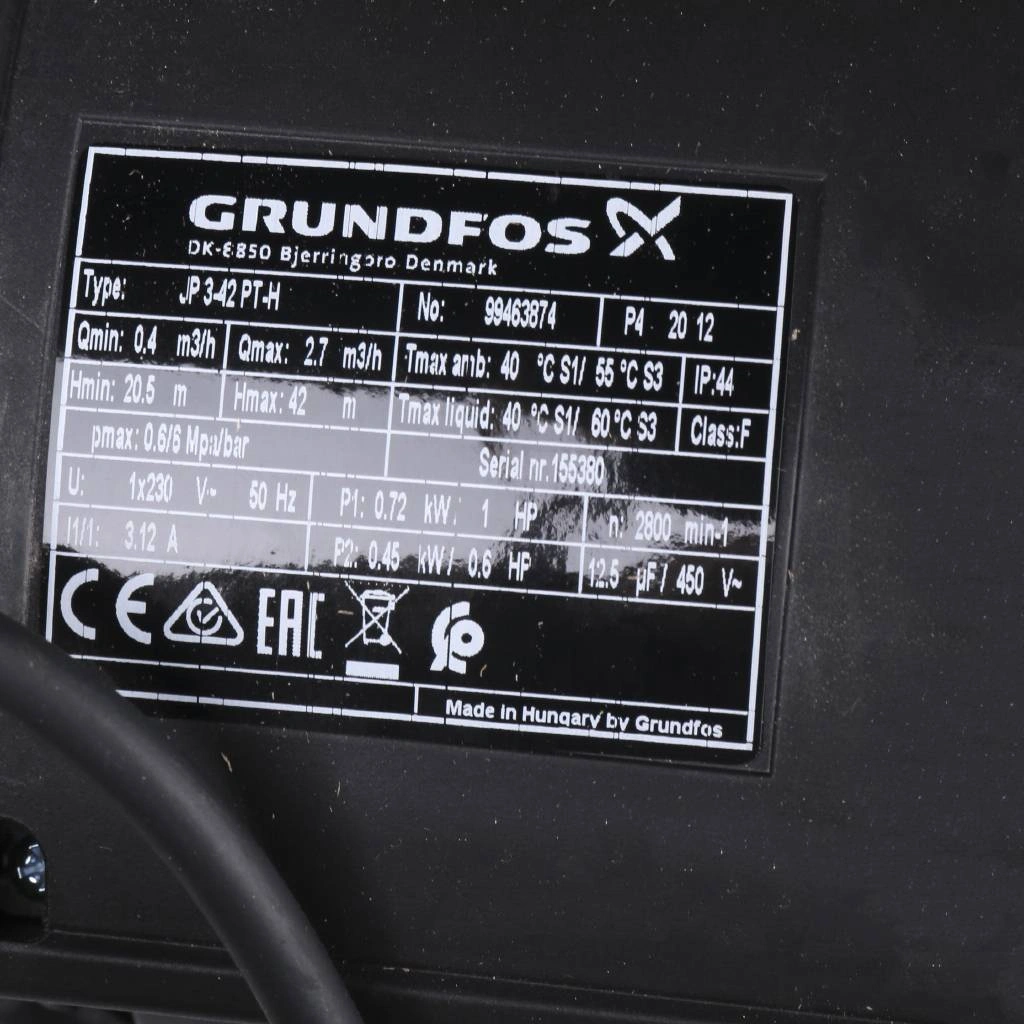 GRUNDFOS
DK-8850 Bjerringbro Denmark
Type: JP 3-42 PT-H
No: 99463874
P4 20 12
Qmin: 0.4 m3/h
Qmax: 2.7 m3/h
Tmax amb: 40 °C S1/ 55 °C S3
IP:44
Hmin: 20.5 m
Hmax: 42 m
Tmax liquid: 40 °C S1/ 60 °C S3
Class:F
pmax: 0.6/6 Mpa/bar
Serial nr.155380
U: 1x230 V~ 50 Hz
P1: 0.72 kW/ 1 HP
n: 2800 min-1
I1/1: 3.12 A
P2: 0.45 kW/ 0.6 HP
12.5 µF/ 450 V~
CE EAC
Made in Hungary by Grundfos